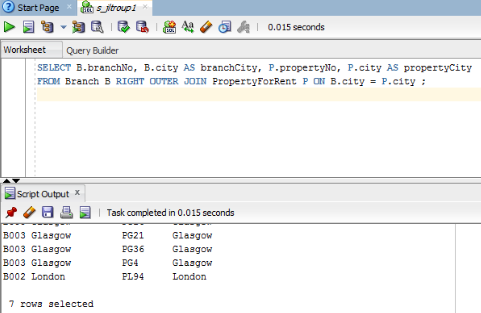 Start Page
s_jltroup1
0.015 seconds
Worksheet Query Builder
SELECT B.branchNo, B.city AS branchCity, P.propertyNo, P.city AS propertyCity
FROM Branch B RIGHT OUTER JOIN PropertyForRent P ON B.city = P.city ;
Script Output
Task completed in 0.015 seconds
B003 Glasgow PG21 Glasgow
B003 Glasgow PG36 Glasgow
B003 Glasgow PG4 Glasgow
B002 London PL94 London
7 rows selected